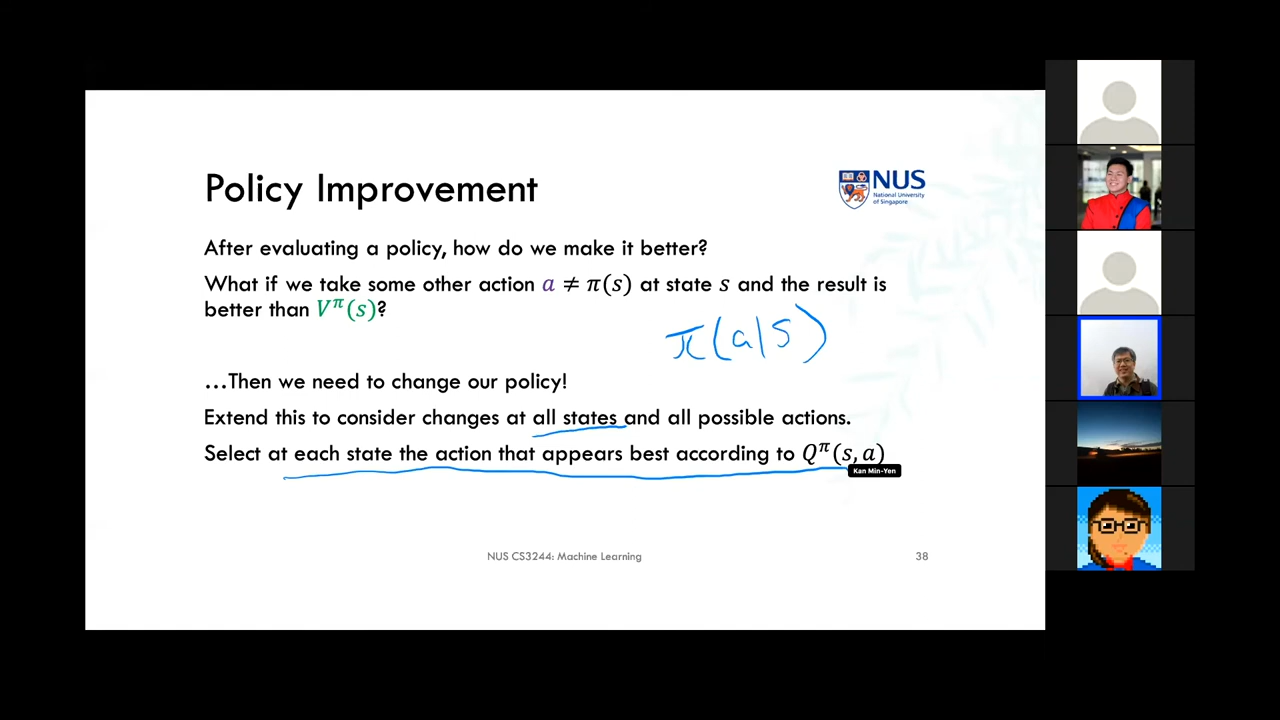 Policy Improvement
NUS
National University
of Singapore
After evaluating a policy, how do we make it better?
What if we take some other action a ≠ π(s) at state s and the result is
better than V^π(s)?
π(a|s)
...Then we need to change our policy!
Extend this to consider changes at all states and all possible actions.
Select at each state the action that appears best according to Q^π(s, a)
Kan Min-Yen
NUS CS3244: Machine Learning
38